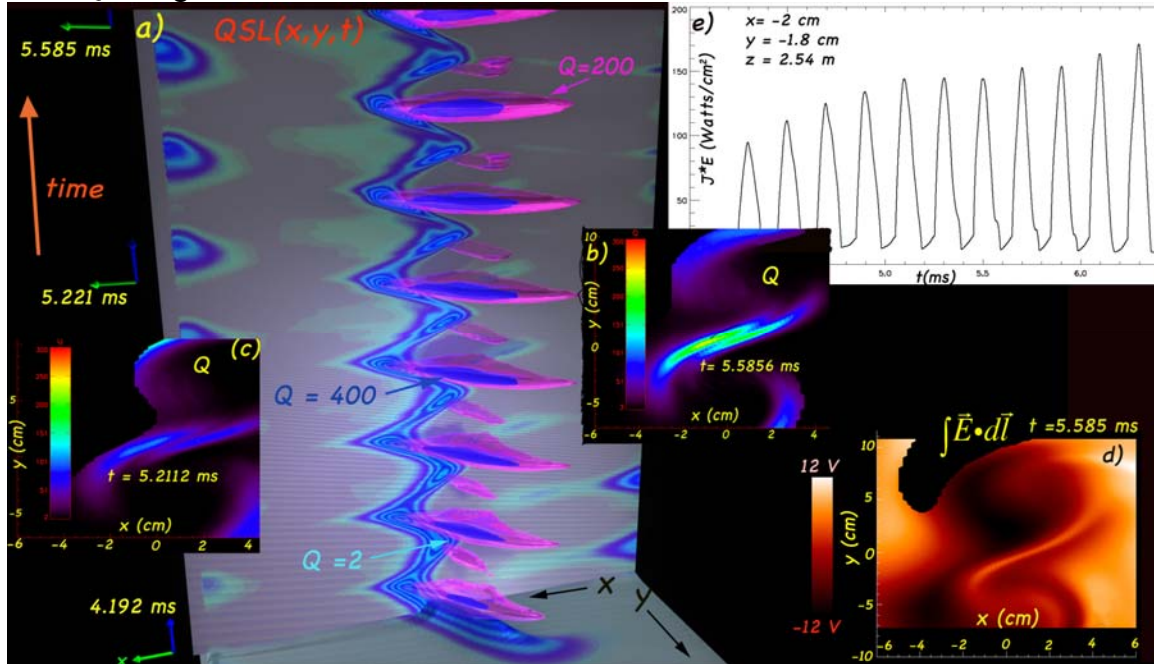 a)
QSL(x,y,t)
5.585 ms
Q=200
time
5.221 ms
(c)
Q
300
y (cm)
t = 5.2112 ms
x (cm)
-6 -4 -2 0 2 4
Q = 400
Q =2
4.192 ms
x
x
y
e)
x= -2 cm
y = -1.8 cm
z = 2.54 m
200
150
100
50
J*E (Watts/cm²)
5.0 5.5 6.0
t(ms)
b)
Q
10
5
0
-5
y (cm)
t= 5.5856 ms
x (cm)
-6 -4 -2 0 2 4
∫E⃗•dl⃗ t =5.585 ms
d)
12 V
-12 V
10
5
0
-5
y (cm)
x (cm)
-6 -4 -2 0 2 4 6